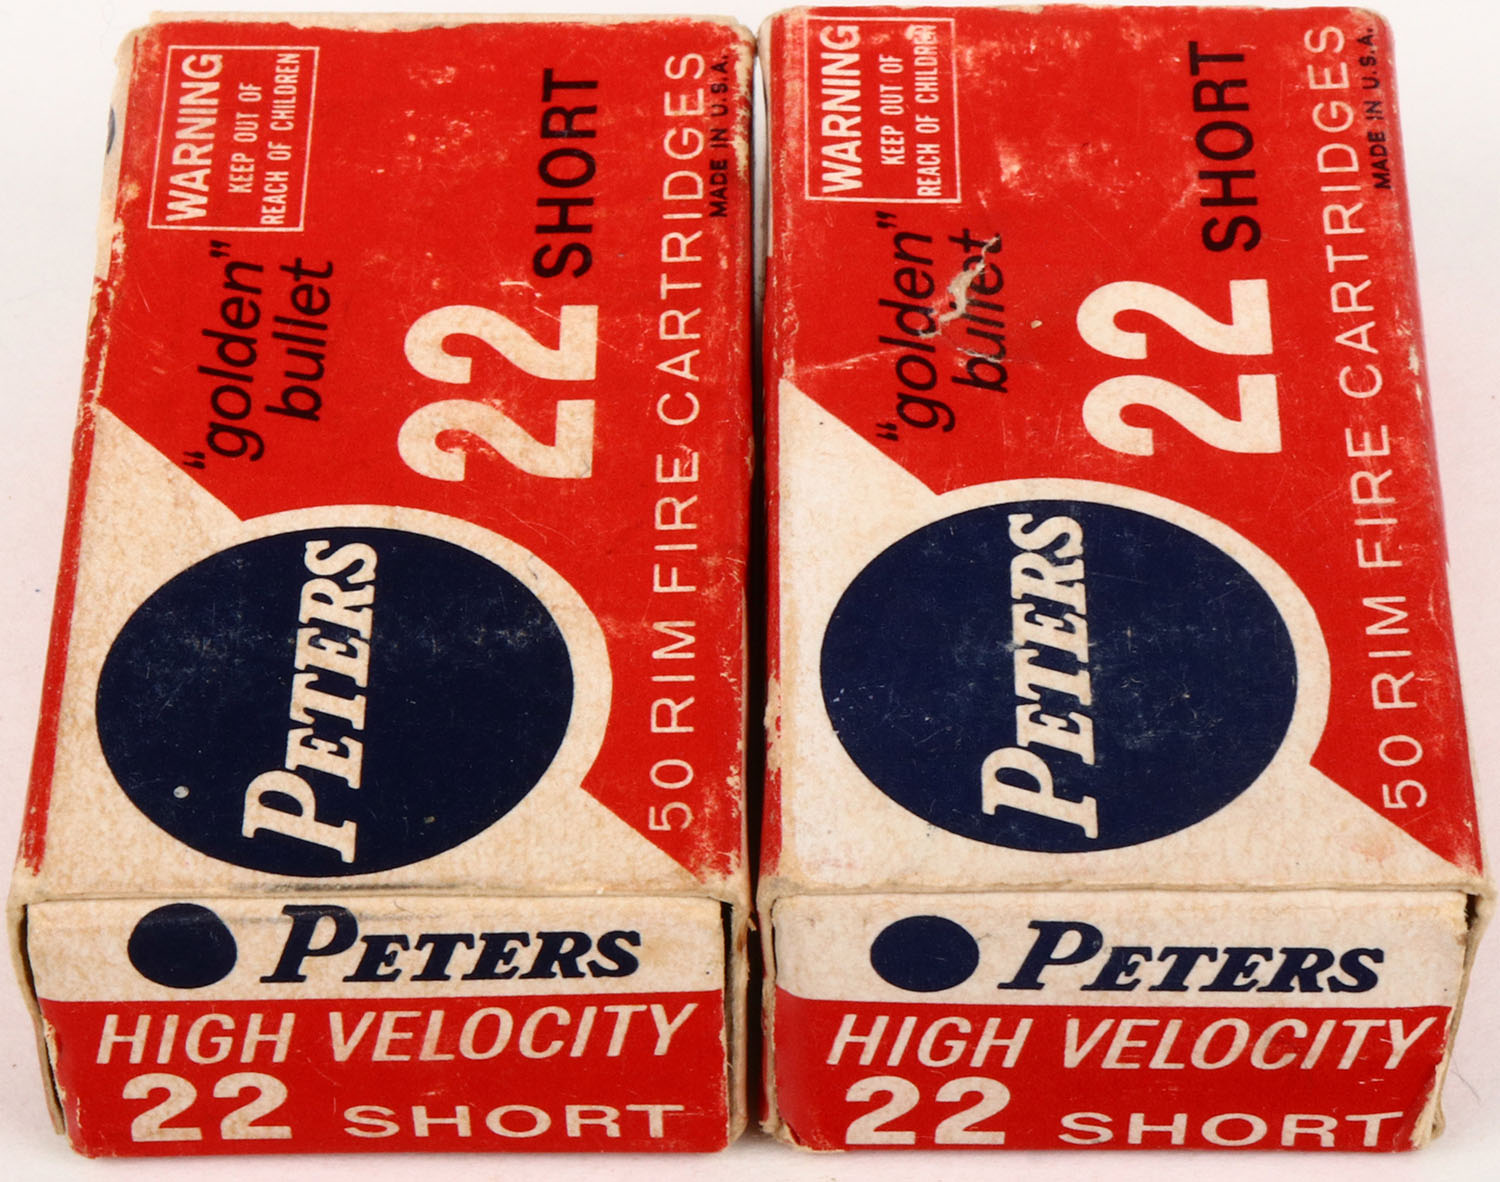 WARNING
KEEP OUT OF
REACH OF CHILDREN
"golden"
bullet
22 SHORT
50 RIM FIRE CARTRIDGES
MADE IN U.S.A.
PETERS
PETERS
HIGH VELOCITY
22 SHORT
WARNING
KEEP OUT OF
REACH OF CHILDREN
"golden"
bullet
22 SHORT
50 RIM FIRE CARTRIDGES
MADE IN U.S.A.
PETERS
PETERS
HIGH VELOCITY
22 SHORT